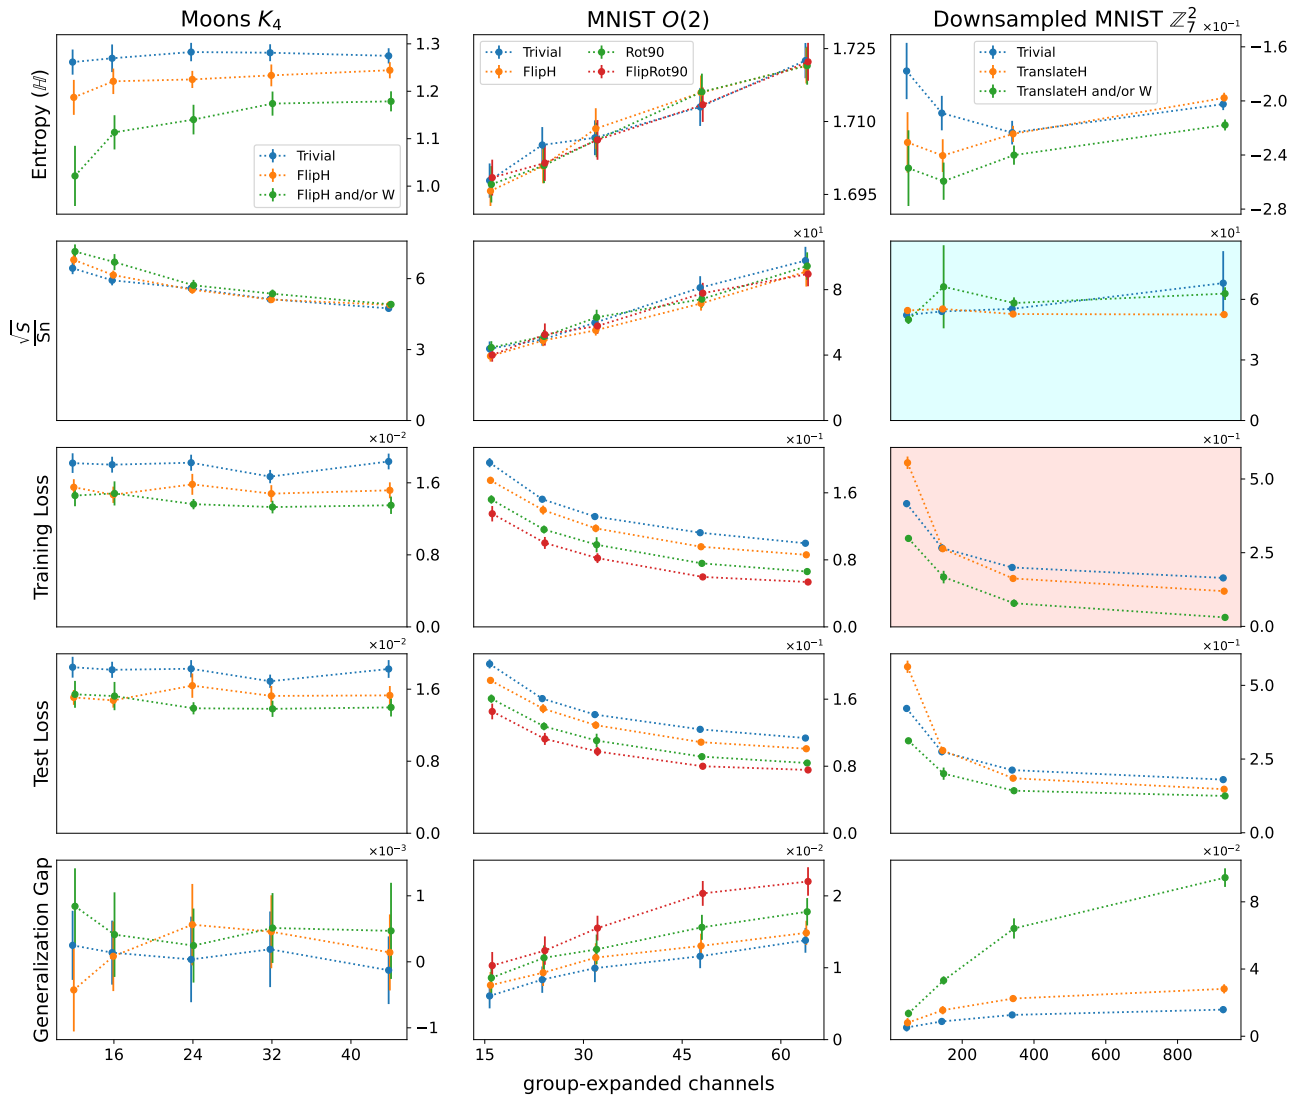 Moons K₄
MNIST O(2)
Downsampled MNIST ℤ₇² ×10⁻¹
Entropy (ℍ)
1.3
1.2
1.1
1.0
Trivial
FlipH
FlipH and/or W
Trivial
FlipH
Rot90
FlipRot90
1.725
1.710
1.695
Trivial
TranslateH
TranslateH and/or W
−1.6
−2.0
−2.4
−2.8
√S
Sn
6
3
0
×10¹
8
4
0
×10¹
6
3
0
Training Loss
×10⁻²
1.6
0.8
0.0
×10⁻¹
1.6
0.8
0.0
×10⁻¹
5.0
2.5
0.0
Test Loss
×10⁻²
1.6
0.8
0.0
×10⁻¹
1.6
0.8
0.0
×10⁻¹
5.0
2.5
0.0
Generalization Gap
×10⁻³
1
0
−1
×10⁻²
2
1
0
×10⁻²
8
4
0
16 24 32 40
15 30 45 60
200 400 600 800
group-expanded channels